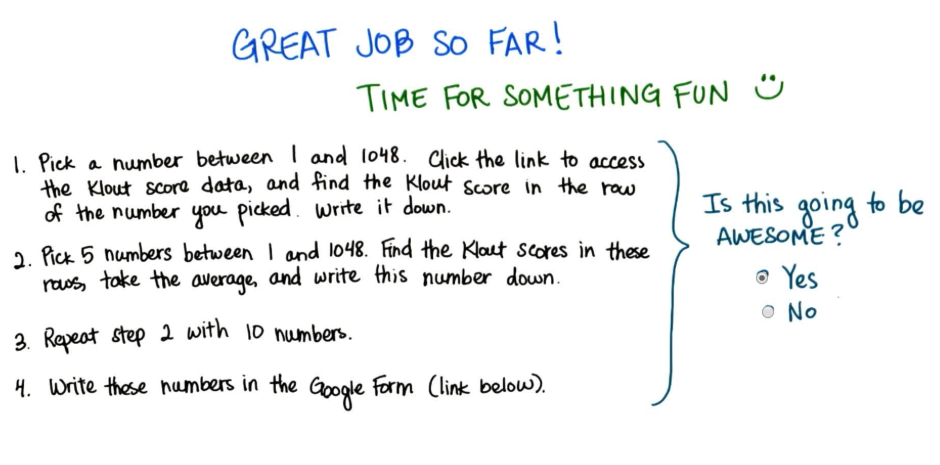 GREAT JOB SO FAR!
TIME FOR SOMETHING FUN
1. Pick a number between 1 and 1048. Click the link to access
the Klout score data, and find the Klout score in the row
of the number you picked. Write it down.
2. Pick 5 numbers between 1 and 1048. Find the Klout scores in these
rows, take the average, and write this number down.
3. Repeat step 2 with 10 numbers.
4. Write these numbers in the Google Form (link below).
Is this going to be
AWESOME?
Yes
No